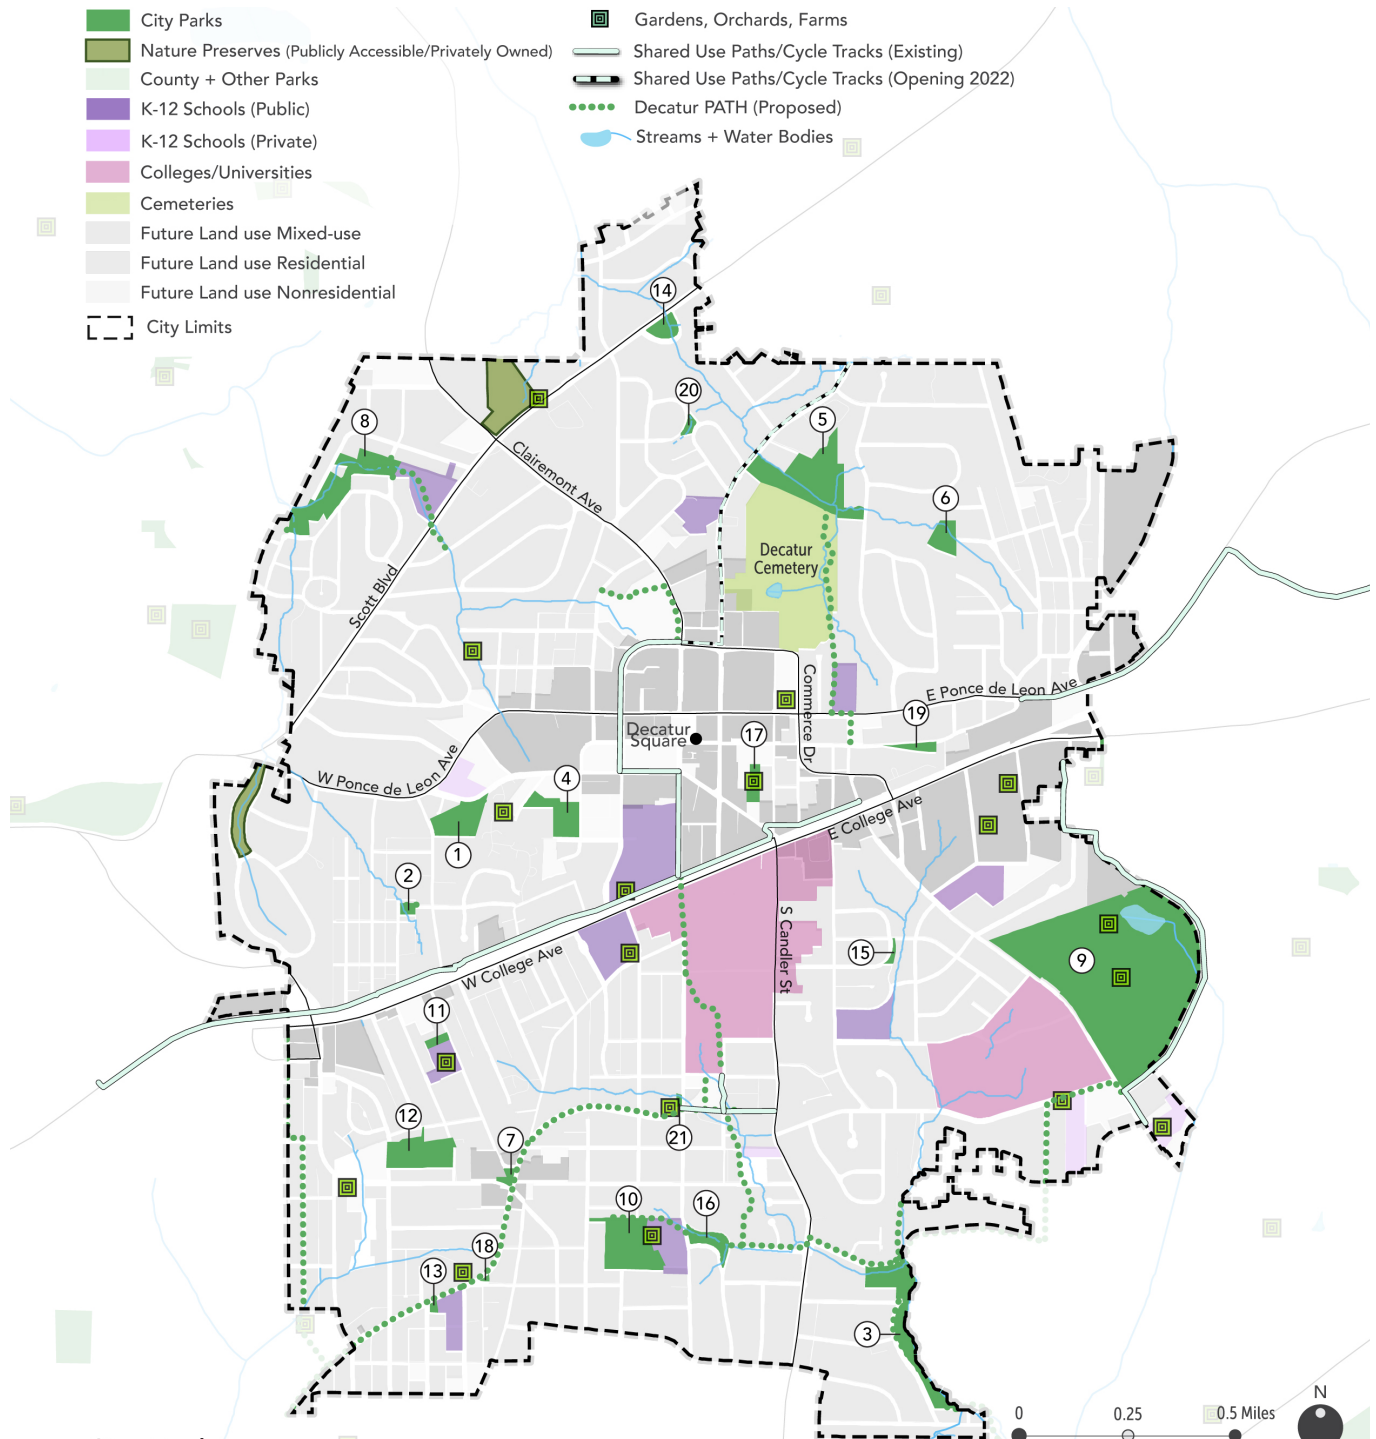 City Parks
Nature Preserves (Publicly Accessible/Privately Owned)
County + Other Parks
K-12 Schools (Public)
K-12 Schools (Private)
Colleges/Universities
Cemeteries
Future Land use Mixed-use
Future Land use Residential
Future Land use Nonresidential
City Limits
Gardens, Orchards, Farms
Shared Use Paths/Cycle Tracks (Existing)
Shared Use Paths/Cycle Tracks (Opening 2022)
Decatur PATH (Proposed)
Streams + Water Bodies
14
20
5
8
Clairemont Ave
6
Decatur
Cemetery
Scott Blvd
Commerce Dr
E Ponce de Leon Ave
19
Decatur
Square
17
W Ponce de Leon Ave
4
E College Ave
1
2
S Candler St
15
9
W College Ave
11
12
7
21
10
16
18
13
3
N
0
0.25
0.5 Miles